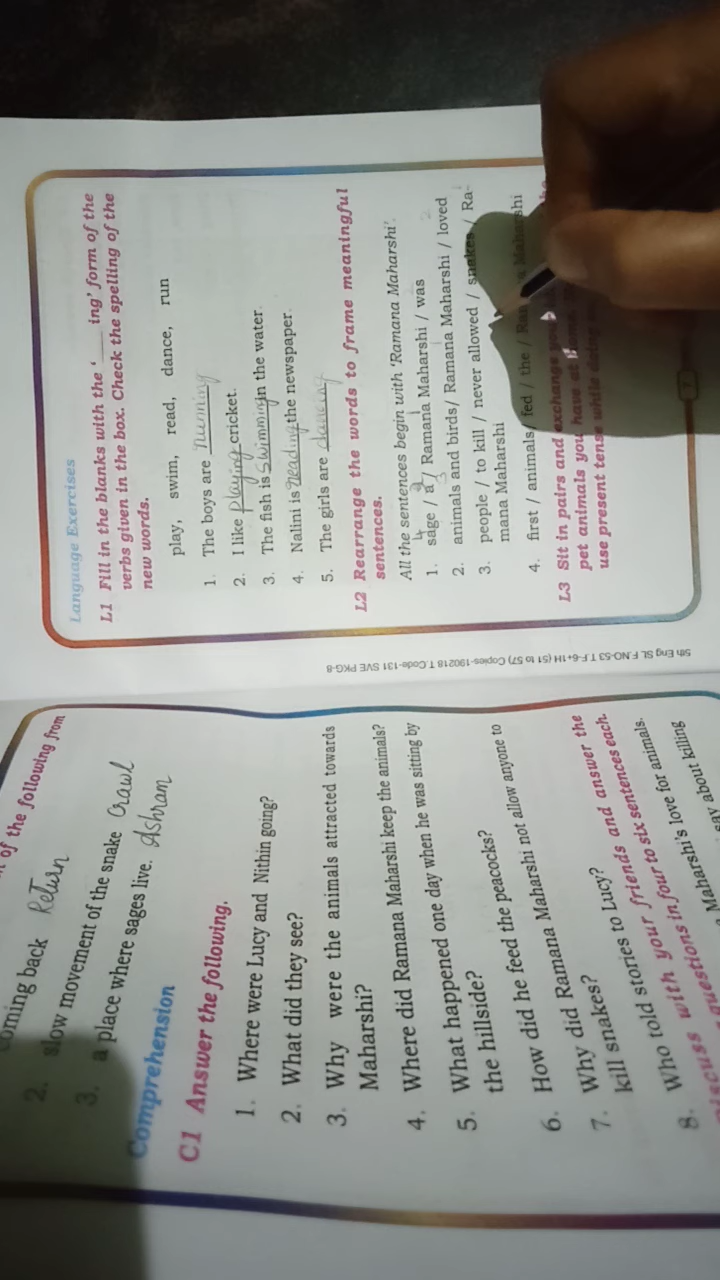 of the following from
coming back Return
2. slow movement of the snake Crawl
3. a place where sages live. Ashram
Comprehension
C1 Answer the following.
1. Where were Lucy and Nithin going?
2. What did they see?
3. Why were the animals attracted towards
Maharshi?
4. Where did Ramana Maharshi keep the animals?
5. What happened one day when he was sitting by
the hillside?
6. How did he feed the peacocks?
7. Why did Ramana Maharshi not allow anyone to
kill snakes?
8. Who told stories to Lucy?
Discuss with your friends and answer the
questions in four to six sentences each.
Maharshi's love for animals.
say about killing
5th Eng SL F.NO-53 T.F-6+1H (51 to 57) Copies-190218 T.Code-131 SVE PKG-8
Language Exercises
L1 Fill in the blanks with the '___ ing' form of the
verbs given in the box. Check the spelling of the
new words.
play, swim, read, dance, run
1. The boys are running
2. I like playing cricket.
3. The fish is swimming in the water.
4. Nalini is reading the newspaper.
5. The girls are dancing
L2 Rearrange the words to frame meaningful
sentences.
All the sentences begin with 'Ramana Maharshi'.
1. sage / a / Ramana Maharshi / was
2. animals and birds/ Ramana Maharshi / loved
3. people / to kill / never allowed / snakes / Ra-
mana Maharshi
4. first / animals / fed / the / Ramana Maharshi
L3 Sit in pairs and exchange
pet animals you have at
use present tense while
7